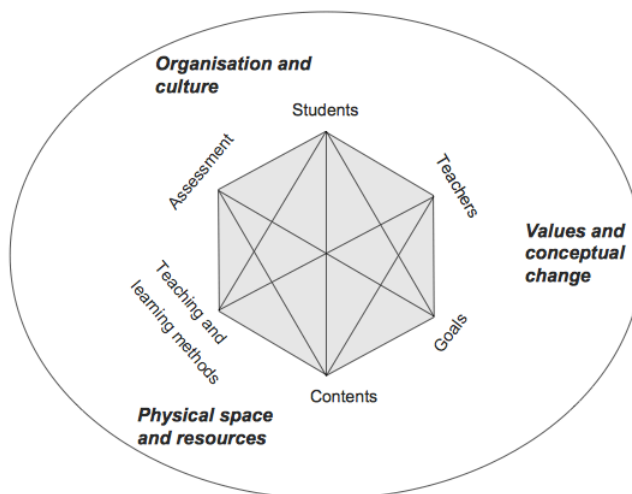 Organisation and
culture
Students
Assessment
Teachers
Values and
conceptual
change
Teaching and
learning methods
Goals
Contents
Physical space
and resources